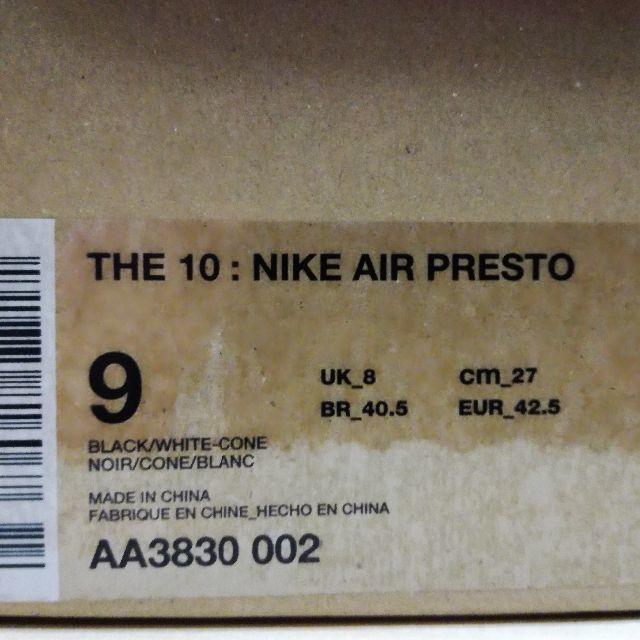 THE 10 : NIKE AIR PRESTO
9
UK_8 cm_27
BR_40.5 EUR_42.5
BLACK/WHITE-CONE
NOIR/CONE/BLANC
MADE IN CHINA
FABRIQUE EN CHINE_HECHO EN CHINA
AA3830 002